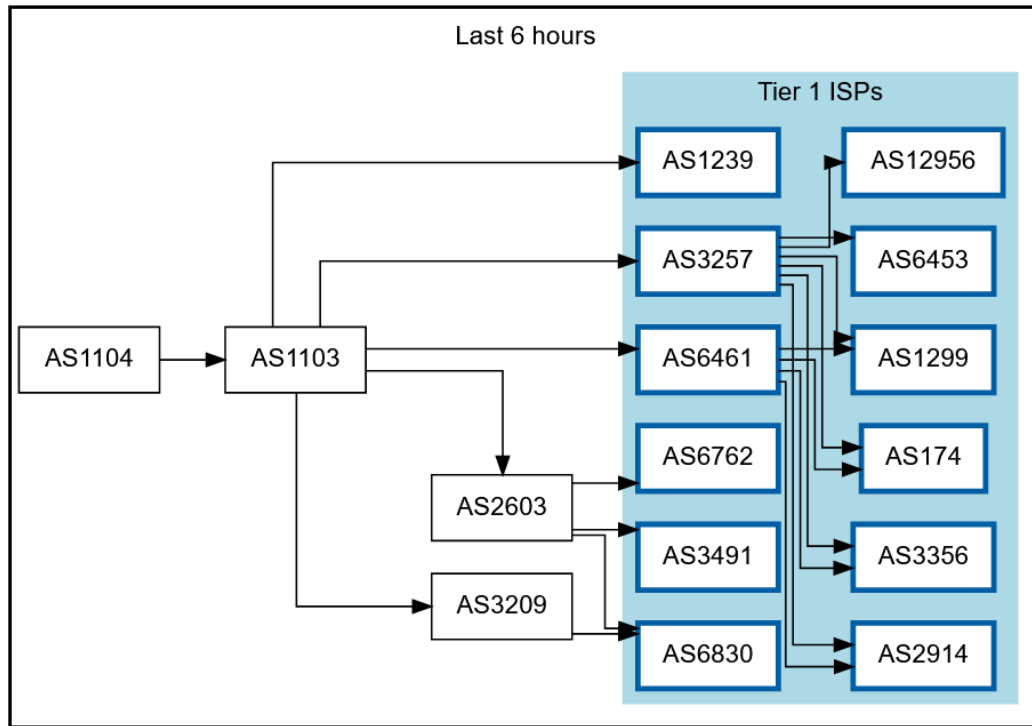 Last 6 hours
Tier 1 ISPs
AS1239
AS12956
AS3257
AS6453
AS1104
AS1103
AS6461
AS1299
AS6762
AS174
AS2603
AS3491
AS3356
AS3209
AS6830
AS2914